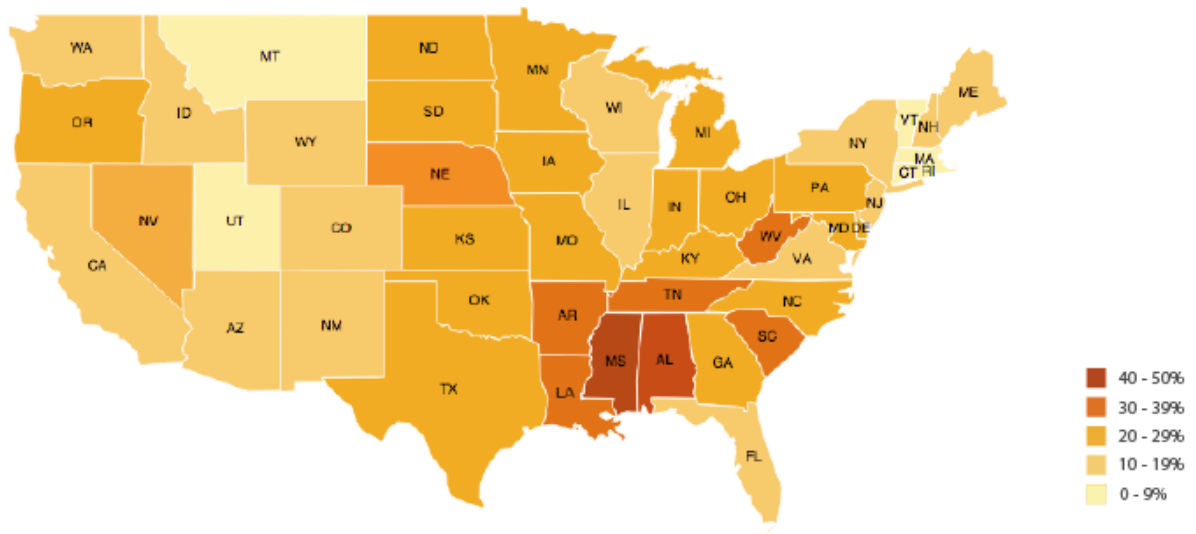 WA
MT
ND
MN
OR
ID
SD
WI
MI
ME
VT
NH
WY
NY
MA
CT RI
NE
IA
PA
NV
UT
CO
IL
IN
OH
NJ
KS
MO
WV
MD DE
CA
KY
VA
AZ
NM
OK
AR
TN
NC
SC
TX
LA
MS
AL
GA
FL
40 - 50%
30 - 39%
20 - 29%
10 - 19%
0 - 9%